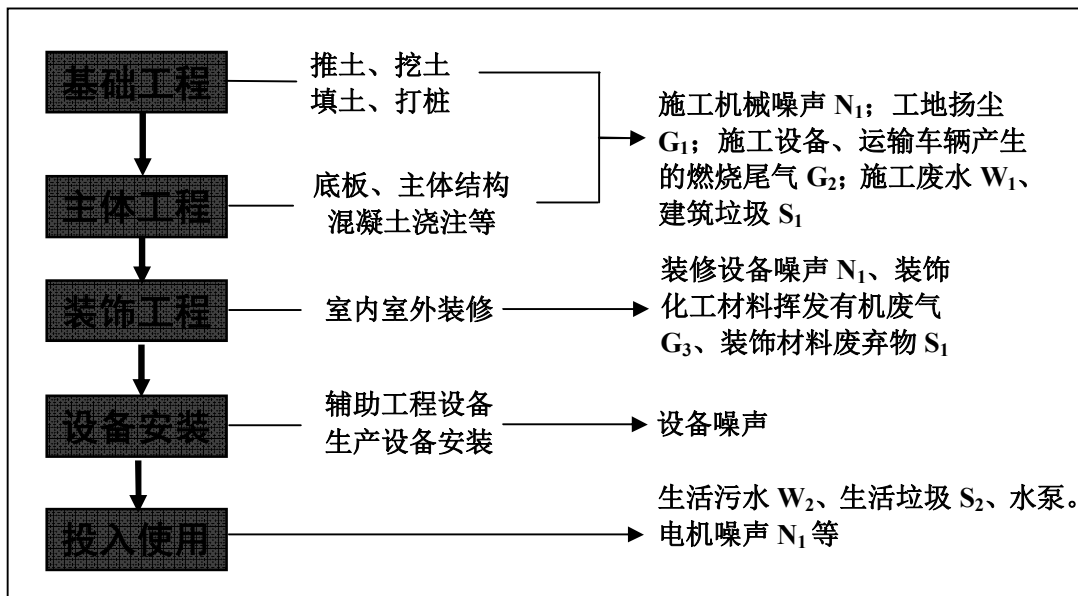 基础工程
推土、挖土
填土、打桩
施工机械噪声 N₁；工地扬尘
G₁；施工设备、运输车辆产生
的燃烧尾气 G₂；施工废水 W₁、
建筑垃圾 S₁
主体工程
底板、主体结构
混凝土浇注等
装饰工程
室内室外装修
装修设备噪声 N₁、装饰
化工材料挥发有机废气
G₃、装饰材料废弃物 S₁
设备安装
辅助工程设备
生产设备安装
设备噪声
投入使用
生活污水 W₂、生活垃圾 S₂、水泵。
电机噪声 N₁ 等